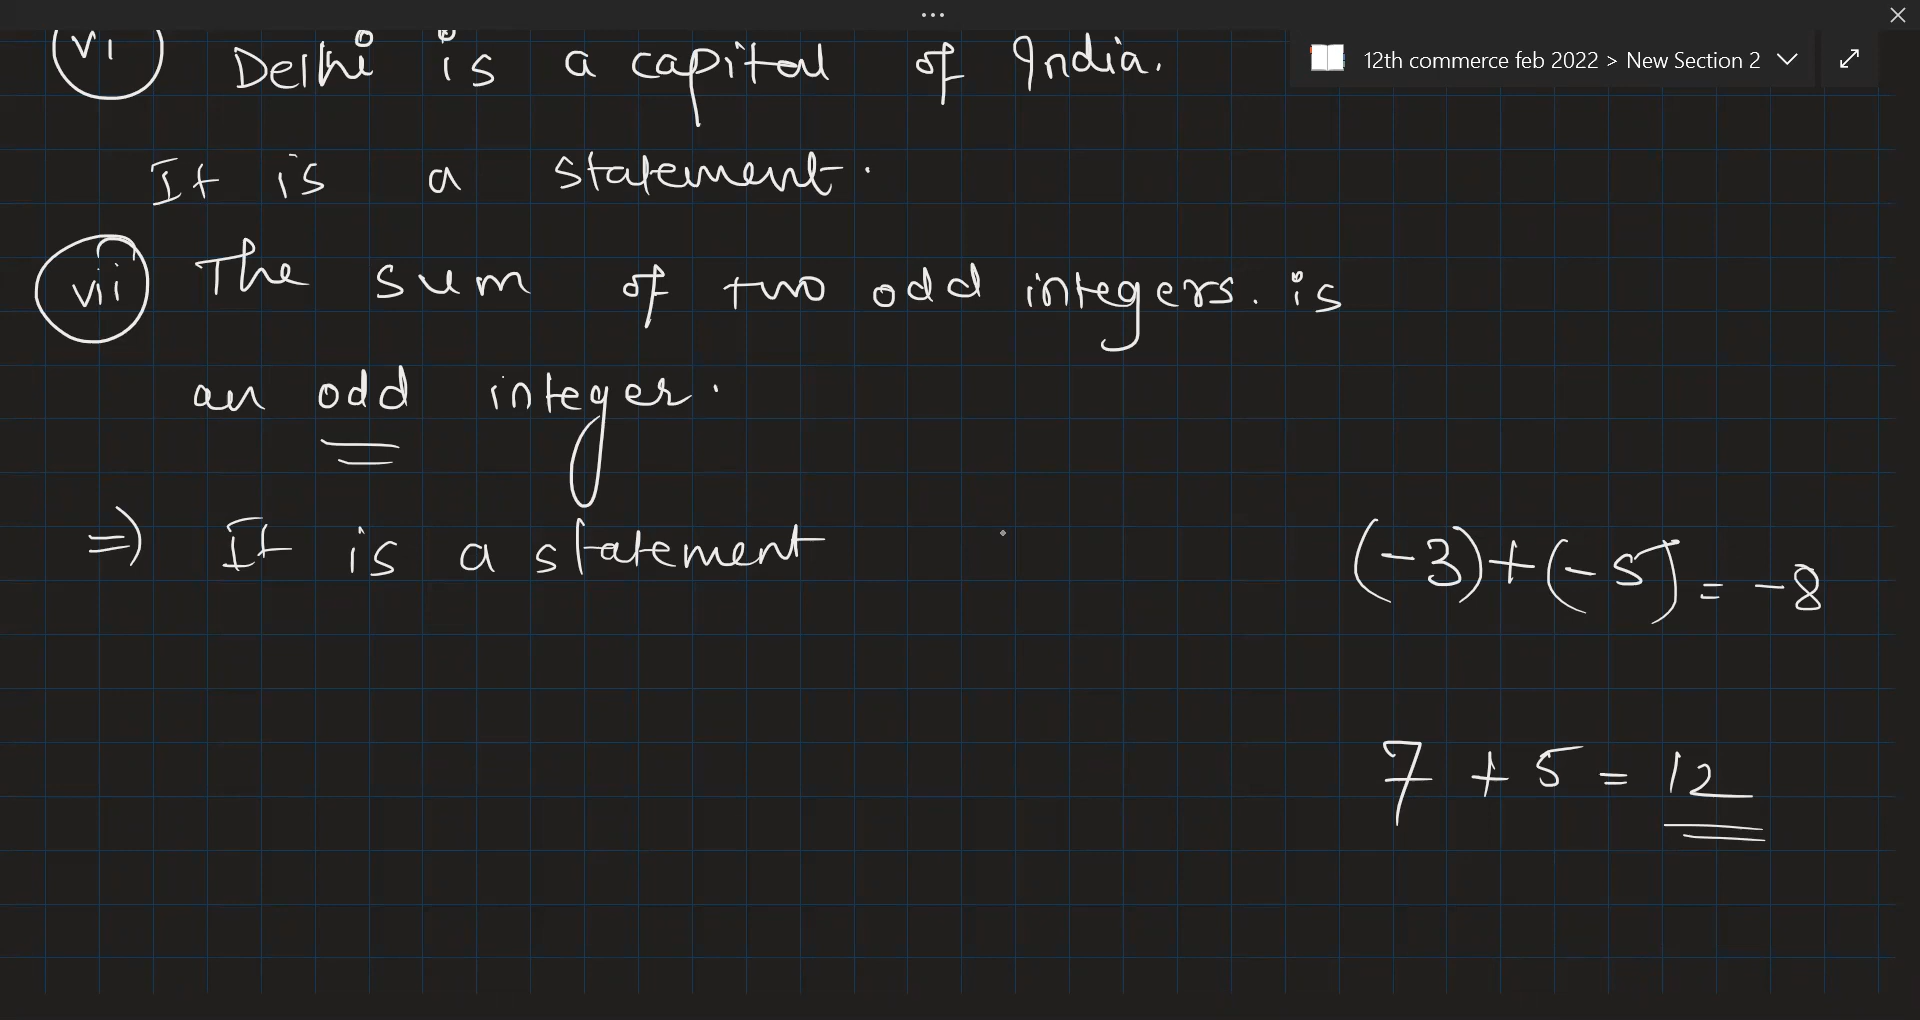 12th commerce feb 2022 > New Section 2
vi Delhi is a capital of India.
It is a statement.
vii The sum of two odd integers. is
an odd integer.
=) It is a statement
(-3)+(-5) = -8
7 + 5 = 12